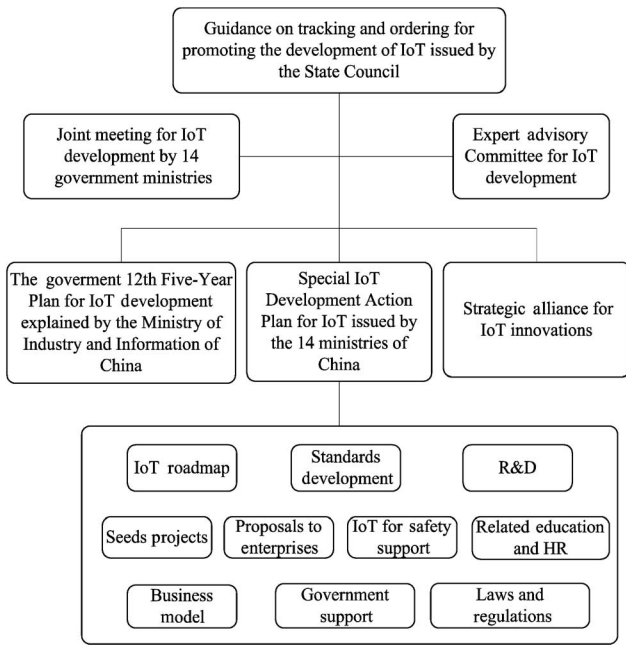 Guidance on tracking and ordering for
promoting the development of IoT issued by
the State Council
Joint meeting for IoT
development by 14
government ministries
Expert advisory
Committee for IoT
development
The goverment 12th Five-Year
Plan for IoT development
explained by the Ministry of
Industry and Information of
China
Special IoT
Development Action
Plan for IoT issued by
the 14 ministries of
China
Strategic alliance for
IoT innovations
IoT roadmap
Standards
development
R&D
Seeds projects
Proposals to
enterprises
IoT for safety
support
Related education
and HR
Business
model
Government
support
Laws and
regulations